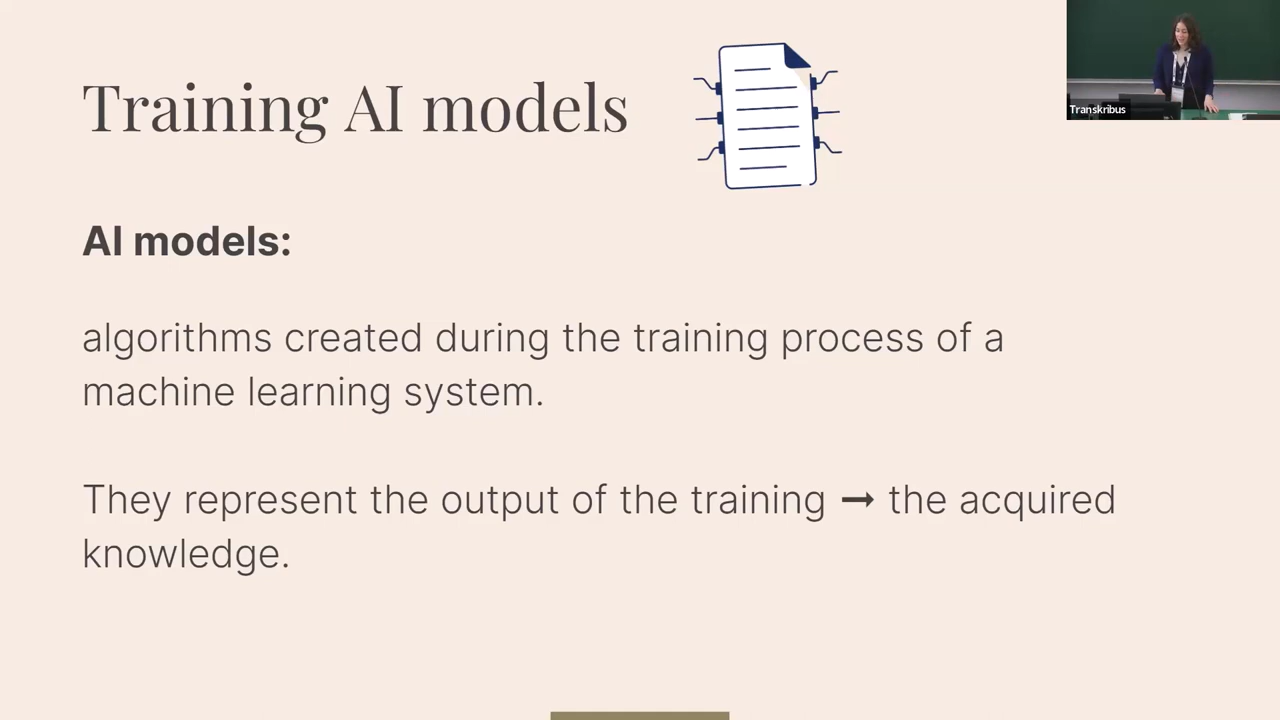 Training AI models
Transkribus
AI models:
algorithms created during the training process of a
machine learning system.
They represent the output of the training ➞ the acquired
knowledge.